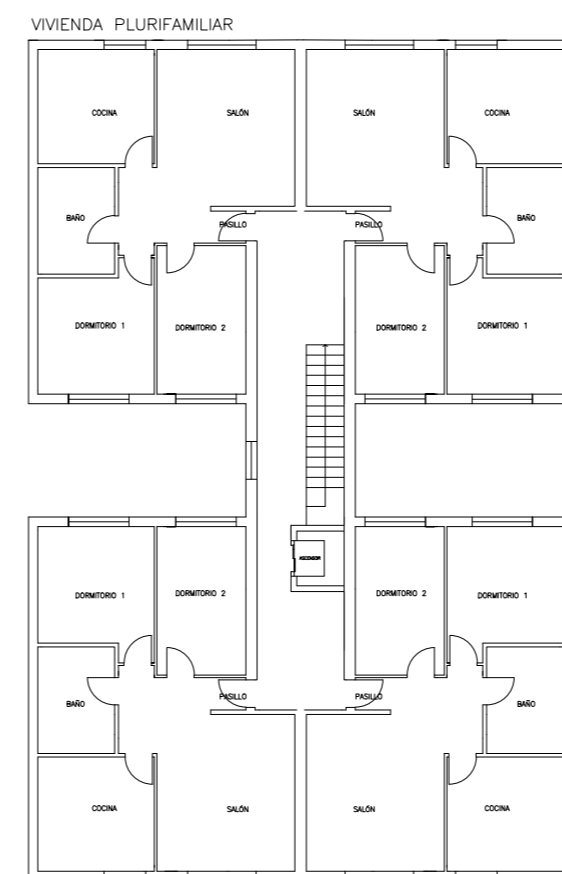 VIVIENDA PLURIFAMILIAR
COCINA SALÓN SALÓN COCINA
BAÑO PASILLO PASILLO BAÑO
DORMITORIO 1 DORMITORIO 2 DORMITORIO 2 DORMITORIO 1
ASCENSOR
DORMITORIO 1 DORMITORIO 2 DORMITORIO 2 DORMITORIO 1
BAÑO PASILLO PASILLO BAÑO
COCINA SALÓN SALÓN COCINA